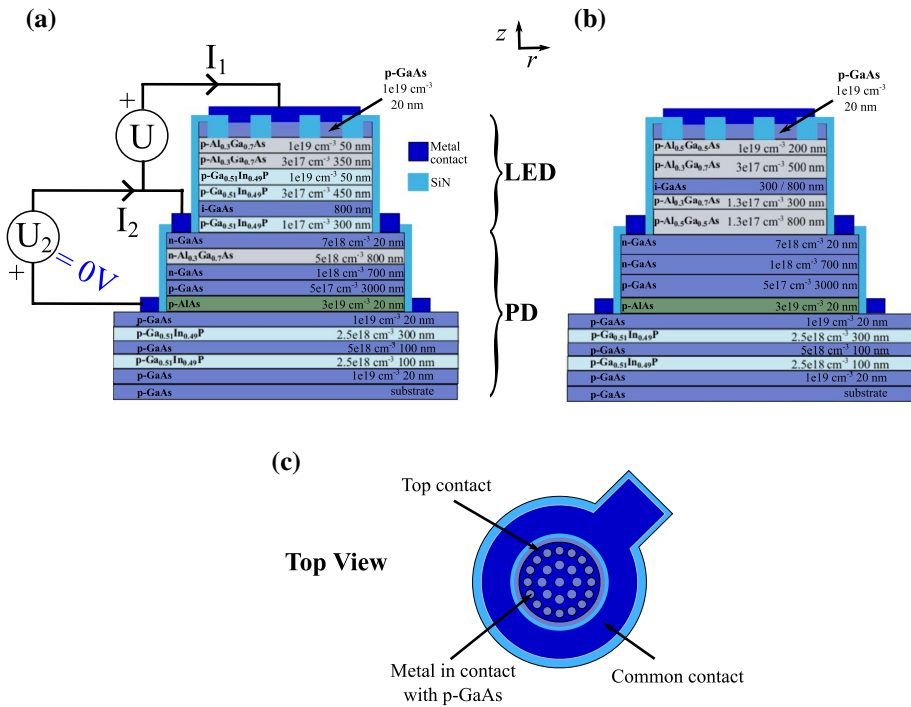 (a)
I1
+
U
I2
U2
+
= 0V
z
r
p-GaAs
1e19 cm-3
20 nm
p-Al0.3Ga0.7As 1e19 cm-3 50 nm
p-Al0.3Ga0.7As 3e17 cm-3 350 nm
p-Ga0.51In0.49P 1e19 cm-3 50 nm
p-Ga0.51In0.49P 3e17 cm-3 450 nm
i-GaAs 800 nm
p-Ga0.51In0.49P 1e17 cm-3 300 nm
n-GaAs 7e18 cm-3 20 nm
n-Al0.3Ga0.7As 5e18 cm-3 800 nm
n-GaAs 1e18 cm-3 700 nm
p-GaAs 5e17 cm-3 3000 nm
p-AlAs 3e19 cm-3 20 nm
p-GaAs 1e19 cm-3 20 nm
p-Ga0.51In0.49P 2.5e18 cm-3 300 nm
p-GaAs 5e18 cm-3 100 nm
p-Ga0.51In0.49P 2.5e18 cm-3 100 nm
p-GaAs 1e19 cm-3 20 nm
p-GaAs substrate
Metal
contact
SiN
LED
PD
(b)
p-GaAs
1e19 cm-3
20 nm
p-Al0.5Ga0.5As 1e19 cm-3 200 nm
p-Al0.3Ga0.7As 3e17 cm-3 500 nm
i-GaAs 300 / 800 nm
p-Al0.3Ga0.7As 1.3e17 cm-3 300 nm
p-Al0.5Ga0.5As 1.3e17 cm-3 800 nm
n-GaAs 7e18 cm-3 20 nm
n-GaAs 1e18 cm-3 700 nm
p-GaAs 5e17 cm-3 3000 nm
p-AlAs 3e19 cm-3 20 nm
p-GaAs 1e19 cm-3 20 nm
p-Ga0.51In0.49P 2.5e18 cm-3 300 nm
p-GaAs 5e18 cm-3 100 nm
p-Ga0.51In0.49P 2.5e18 cm-3 100 nm
p-GaAs 1e19 cm-3 20 nm
p-GaAs substrate
(c)
Top contact
Top View
Metal in contact
with p-GaAs
Common contact